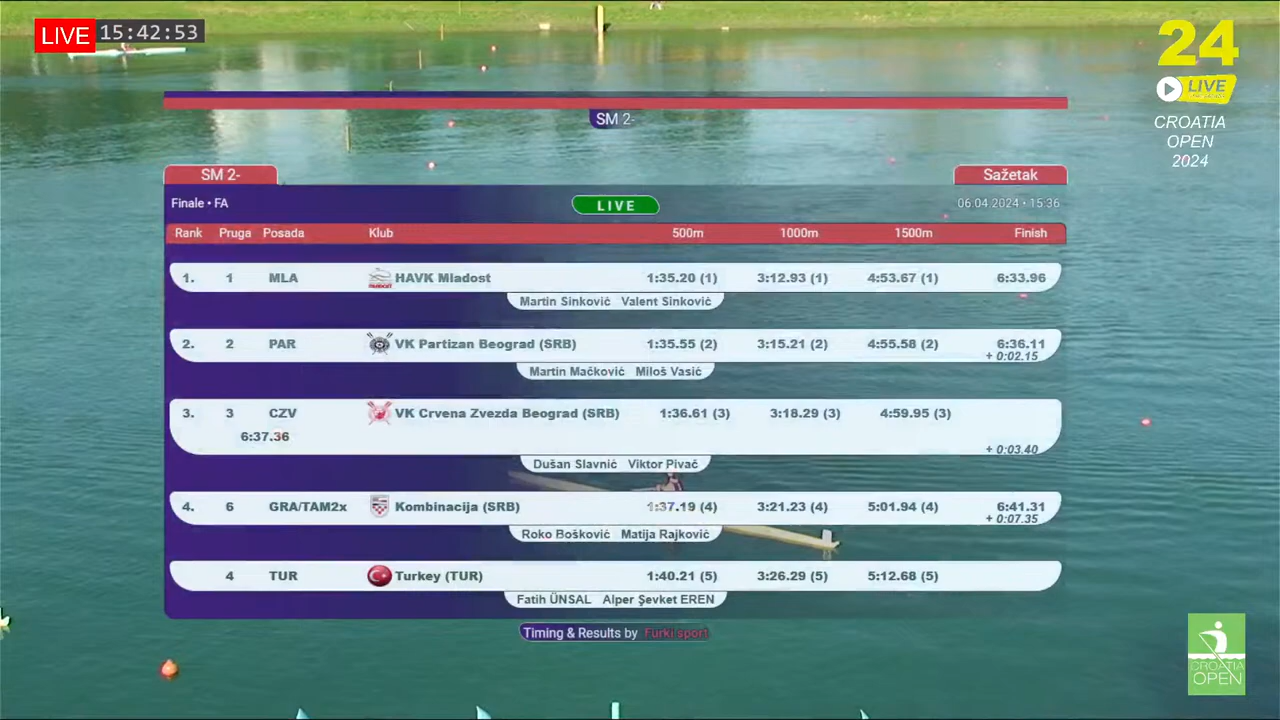 LIVE 15:42:53
24
LIVE
CROATIA
OPEN
2024
SM 2-
SM 2- Sažetak
Finale • FA LIVE 06.04.2024 • 15:36
Rank Pruga Posada Klub 500m 1000m 1500m Finish
1. 1 MLA HAVK Mladost 1:35.20 (1) 3:12.93 (1) 4:53.67 (1) 6:33.96
Martin Sinković Valent Sinković
2. 2 PAR VK Partizan Beograd (SRB) 1:35.55 (2) 3:15.21 (2) 4:55.58 (2) 6:36.11
+ 0:02.15
Martin Mačković Miloš Vasić
3. 3 CZV VK Crvena Zvezda Beograd (SRB) 1:36.61 (3) 3:18.29 (3) 4:59.95 (3)
6:37.36
+ 0:03.40
Dušan Slavnić Viktor Pivač
4. 6 GRA/TAM2x Kombinacija (SRB) 1:37.19 (4) 3:21.23 (4) 5:01.94 (4) 6:41.31
+ 0:07.35
Roko Bošković Matija Rajković
4 TUR Turkey (TUR) 1:40.21 (5) 3:26.29 (5) 5:12.68 (5)
Fatih ÜNSAL Alper Şevket EREN
Timing & Results by Furki sport
CROATIA
OPEN